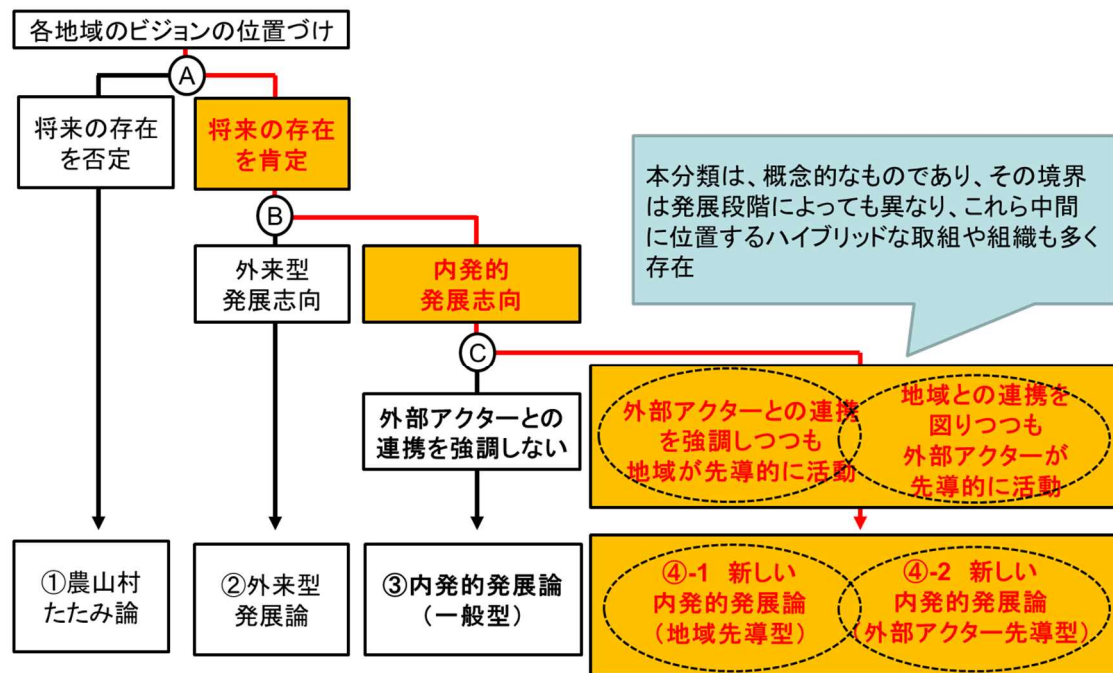 各地域のビジョンの位置づけ
A
将来の存在
を否定
将来の存在
を肯定
B
外来型
発展志向
内発的
発展志向
本分類は、概念的なものであり、その境界
は発展段階によっても異なり、これら中間
に位置するハイブリッドな取組や組織も多く
存在
C
外部アクターとの
連携を強調しない
外部アクターとの連携
を強調しつつも
地域が先導的に活動
地域との連携を
図りつつも
外部アクターが
先導的に活動
①農山村
たたみ論
②外来型
発展論
③内発的発展論
（一般型）
④-1 新しい
内発的発展論
（地域先導型）
④-2 新しい
内発的発展論
（外部アクター先導型）